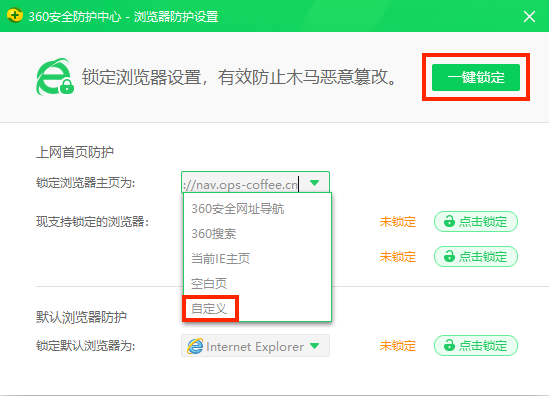 360安全防护中心 - 浏览器防护设置
锁定浏览器设置，有效防止木马恶意篡改。
一键锁定
上网首页防护
锁定浏览器主页为:
://nav.ops-coffee.cn
360安全网址导航
360搜索
当前IE主页
空白页
自定义
现支持锁定的浏览器:
未锁定
点击锁定
未锁定
点击锁定
默认浏览器防护
锁定默认浏览器为:
Internet Explorer
未锁定
点击锁定